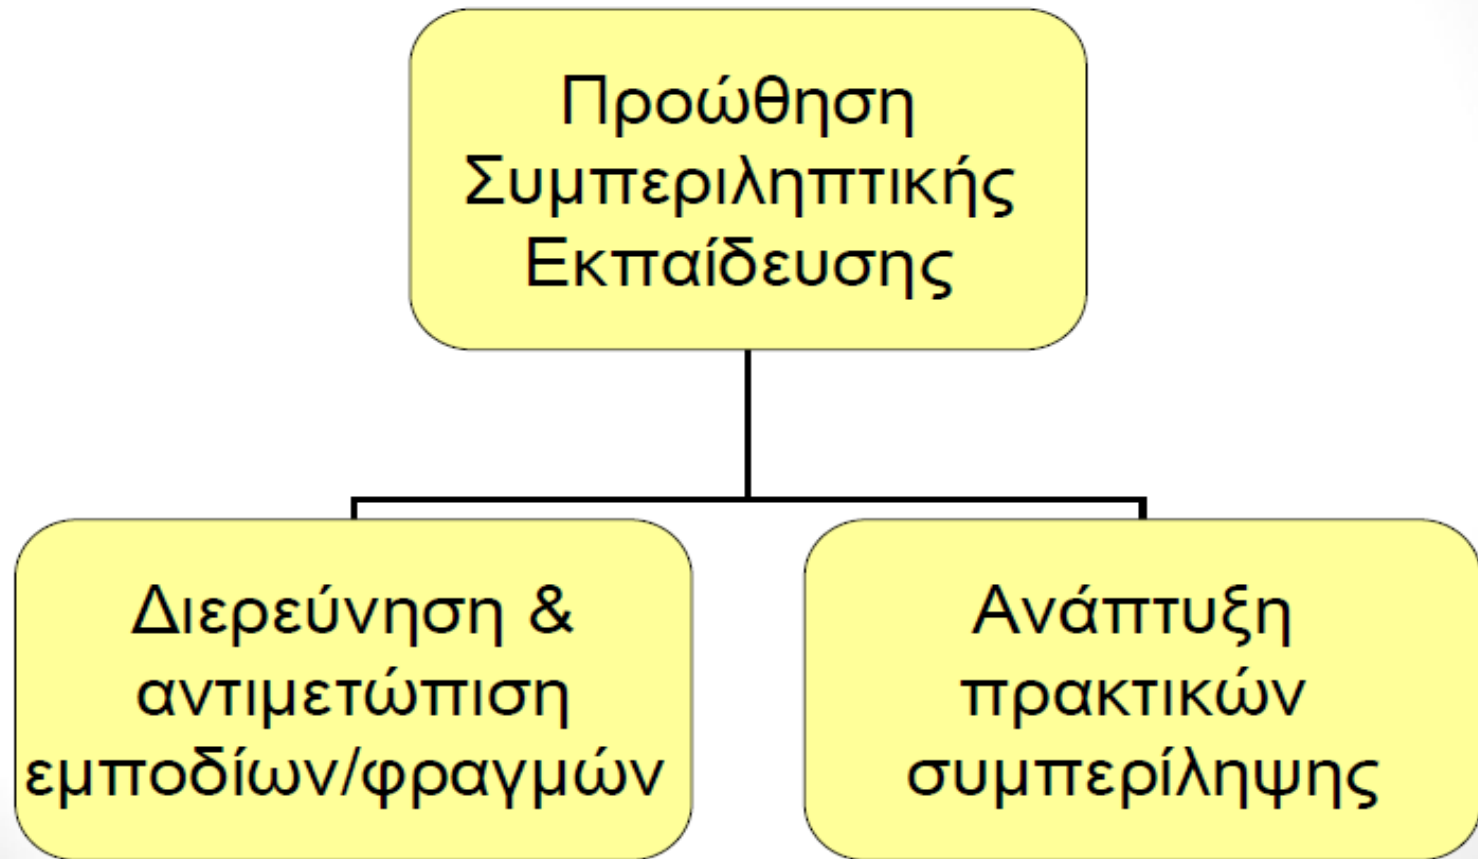 Προώθηση
Συμπεριληπτικής
Εκπαίδευσης
Διερεύνηση &
αντιμετώπιση
εμποδίων/φραγμών
Ανάπτυξη
πρακτικών
συμπερίληψης